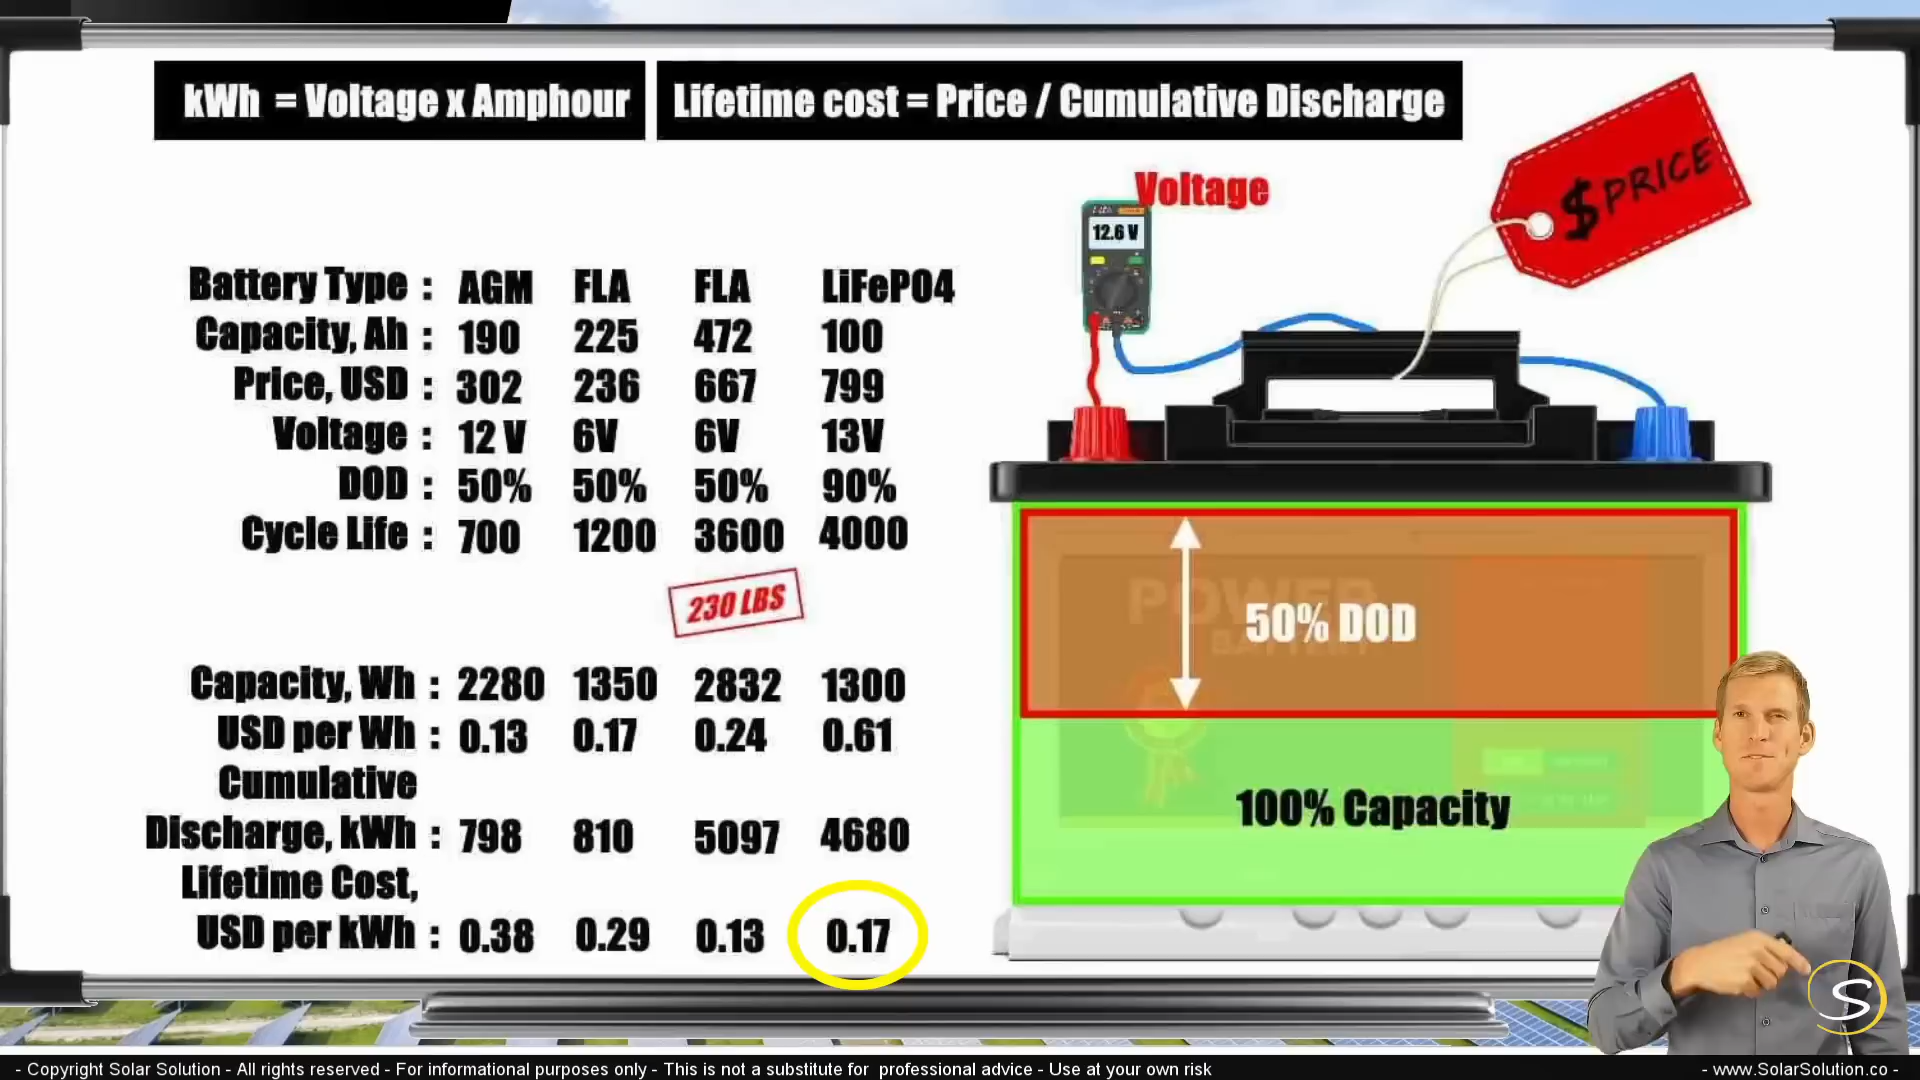 kWh = Voltage x Amphour
Lifetime cost = Price / Cumulative Discharge
$ PRICE
Voltage
12.6 V
Battery Type : AGM FLA FLA LiFePO4
Capacity, Ah : 190 225 472 100
Price, USD : 302 236 667 799
Voltage : 12 V 6V 6V 13V
DOD : 50% 50% 50% 90%
Cycle Life : 700 1200 3600 4000
230 LBS
POWER
BATTERY
50% DOD
Capacity, Wh : 2280 1350 2832 1300
USD per Wh : 0.13 0.17 0.24 0.61
Cumulative
Discharge, kWh : 798 810 5097 4680
Lifetime Cost,
USD per kWh : 0.38 0.29 0.13 0.17
100% Capacity
S
- Copyright Solar Solution - All rights reserved - For informational purposes only - This is not a substitute for professional advice - Use at your own risk
- www.SolarSolution.co -